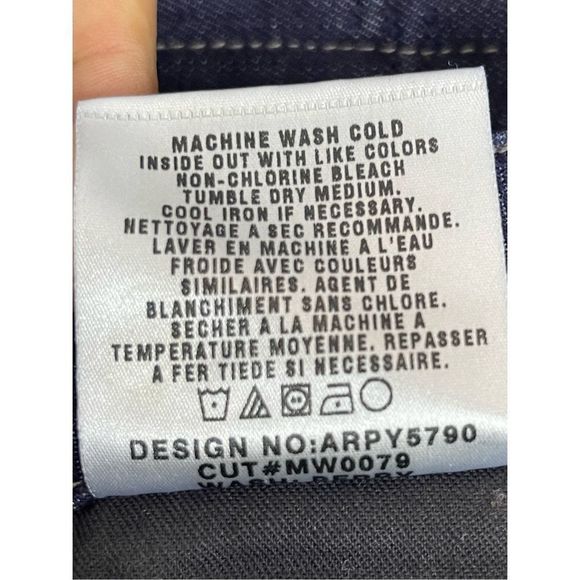 MACHINE WASH COLD
INSIDE OUT WITH LIKE COLORS
NON-CHLORINE BLEACH
TUMBLE DRY MEDIUM.
COOL IRON IF NECESSARY.
NETTOYAGE A SEC RECOMMANDE.
LAVER EN MACHINE A L'EAU
FROIDE AVEC COULEURS
SIMILAIRES. AGENT DE
BLANCHIMENT SANS CHLORE.
SECHER A LA MACHINE A
TEMPERATURE MOYENNE. REPASSER
A FER TIEDE SI NECESSAIRE.
DESIGN NO:ARPY5790
CUT#MW0079
WASH: